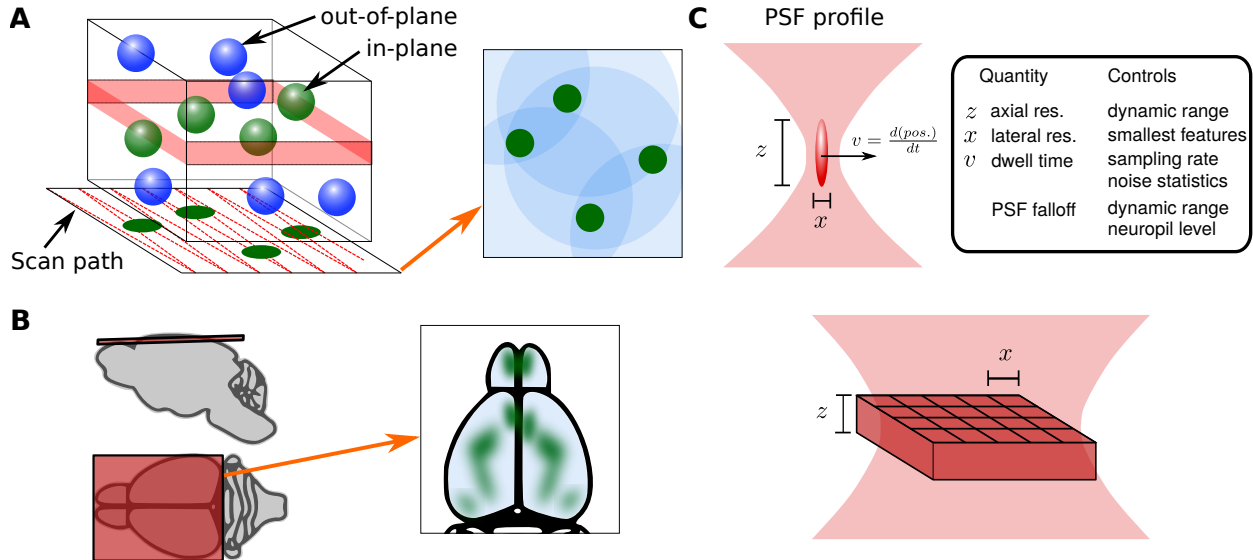 A
out-of-plane
in-plane
Scan path
B
C
PSF profile
z
x
v = d(pos.)/dt
Quantity Controls
z axial res. dynamic range
x lateral res. smallest features
v dwell time sampling rate
noise statistics
PSF falloff dynamic range
neuropil level
x
z